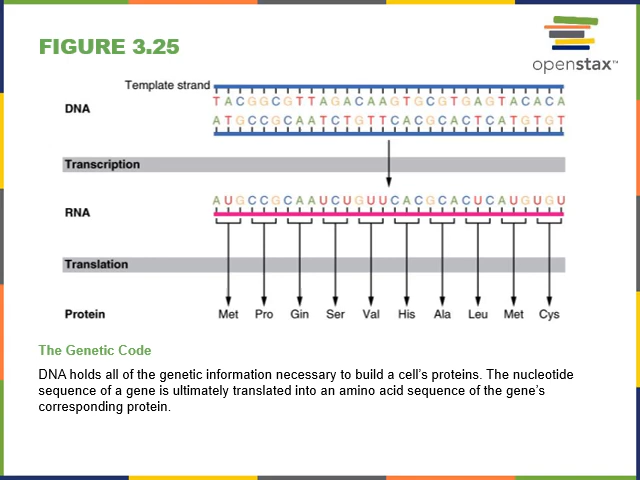 FIGURE 3.25
openstax™
Template strand
DNA
TACGGCGTTAGACAAGTGCGTGAGTACACA
ATGCCGCAATCTGTTCACGCACTCATGTGT
Transcription
RNA
AUGCCGCAAUCUGUUCACGCACUCAUGUGU
Translation
Protein Met Pro Gin Ser Val His Ala Leu Met Cys
The Genetic Code
DNA holds all of the genetic information necessary to build a cell's proteins. The nucleotide
sequence of a gene is ultimately translated into an amino acid sequence of the gene's
corresponding protein.